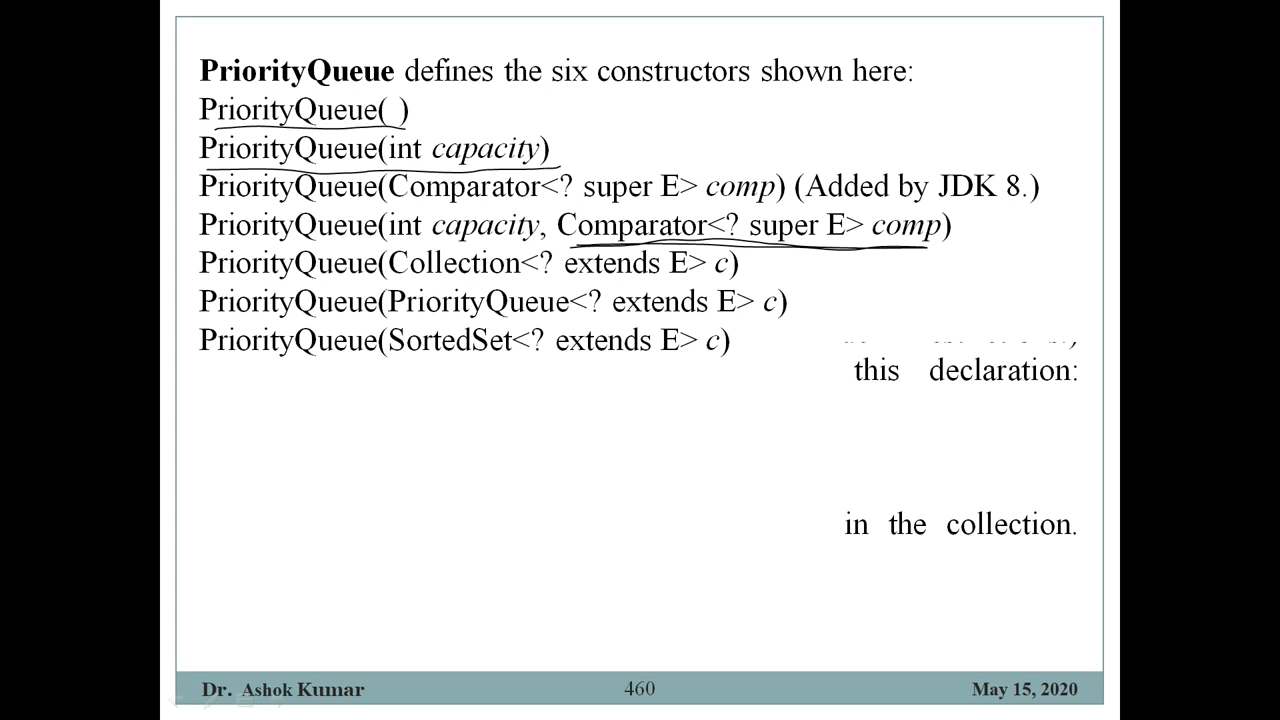 PriorityQueue defines the six constructors shown here:
PriorityQueue( )
PriorityQueue(int capacity)
PriorityQueue(Comparator<? super E> comp) (Added by JDK 8.)
PriorityQueue(int capacity, Comparator<? super E> comp)
PriorityQueue(Collection<? extends E> c)
PriorityQueue(PriorityQueue<? extends E> c)
PriorityQueue(SortedSet<? extends E> c)
this declaration:
in the collection.
Dr. Ashok Kumar 460 May 15, 2020